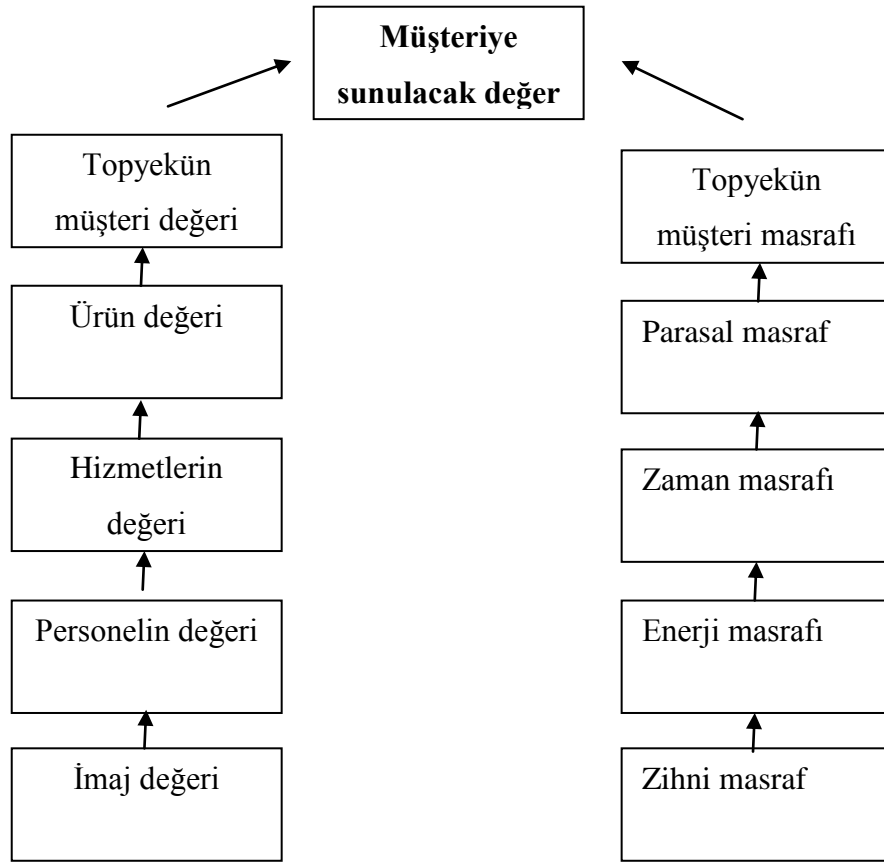 Müşteriye
sunulacak değer
Topyekün
müşteri değeri
Ürün değeri
Hizmetlerin
değeri
Personelin değeri
İmaj değeri
Topyekün
müşteri masrafı
Parasal masraf
Zaman masrafı
Enerji masrafı
Zihni masraf